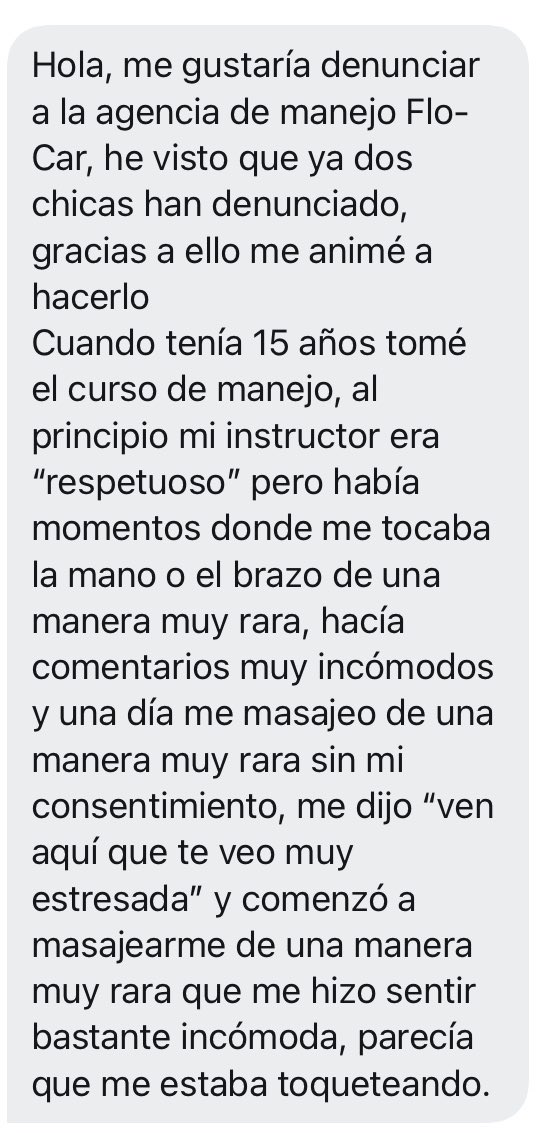 Hola, me gustaría denunciar
a la agencia de manejo Flo-
Car, he visto que ya dos
chicas han denunciado,
gracias a ello me animé a
hacerlo
Cuando tenía 15 años tomé
el curso de manejo, al
principio mi instructor era
“respetuoso” pero había
momentos donde me tocaba
la mano o el brazo de una
manera muy rara, hacía
comentarios muy incómodos
y una día me masajeo de una
manera muy rara sin mi
consentimiento, me dijo “ven
aquí que te veo muy
estresada” y comenzó a
masajearme de una manera
muy rara que me hizo sentir
bastante incómoda, parecía
que me estaba toqueteando.